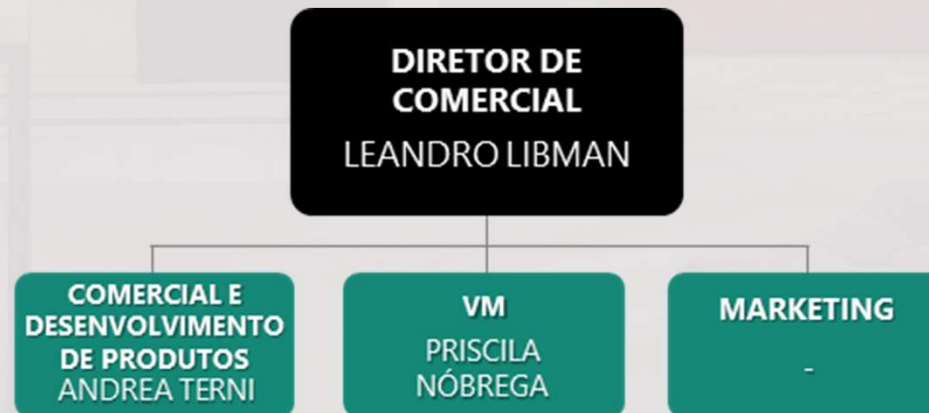 DIRETOR DE
COMERCIAL
LEANDRO LIBMAN
COMERCIAL E
DESENVOLVIMENTO
DE PRODUTOS
ANDREA TERNI
VM
PRISCILA
NÓBREGA
MARKETING
-